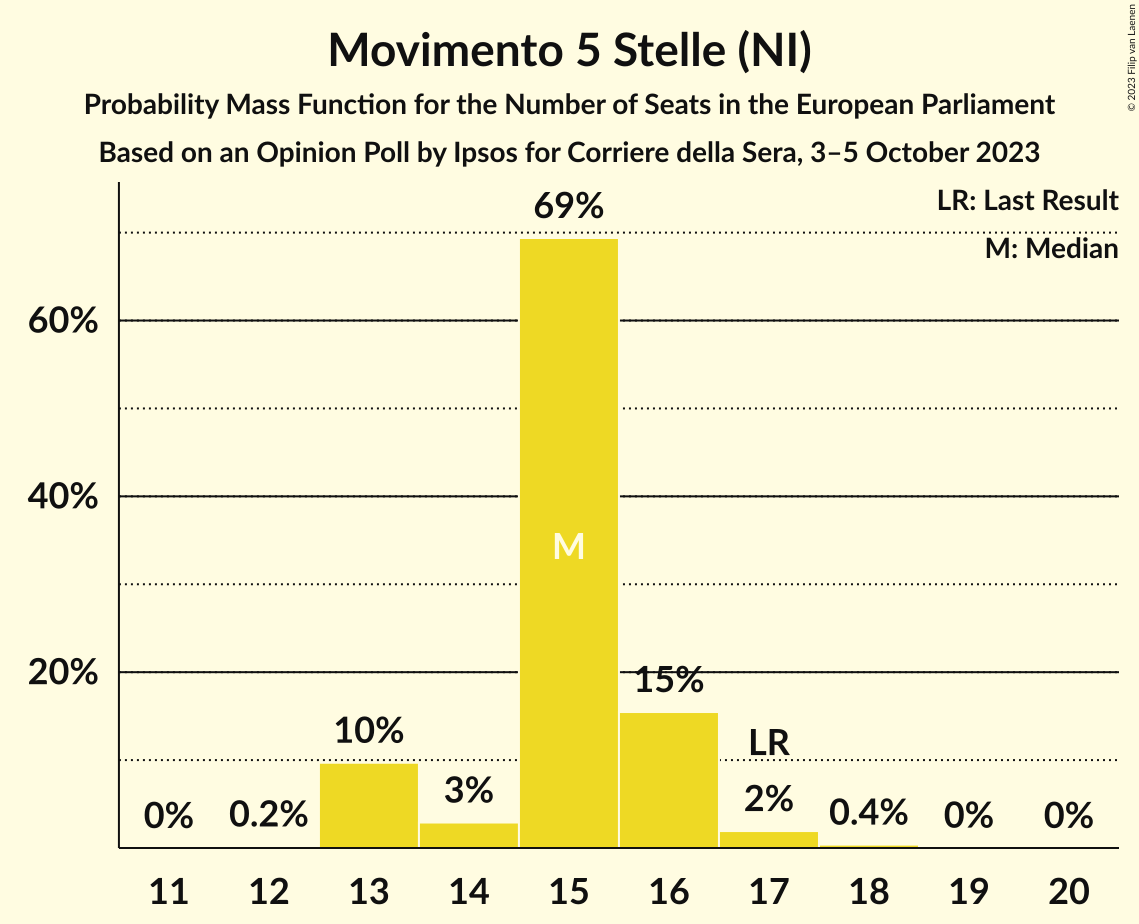 Movimento 5 Stelle (NI)
Probability Mass Function for the Number of Seats in the European Parliament
Based on an Opinion Poll by Ipsos for Corriere della Sera, 3–5 October 2023
© 2023 Filip van Laenen
LR: Last Result
M: Median
60%
40%
20%
0%
0.2%
10%
3%
69%
M
15%
LR
2%
0.4%
0%
0%
11 12 13 14 15 16 17 18 19 20